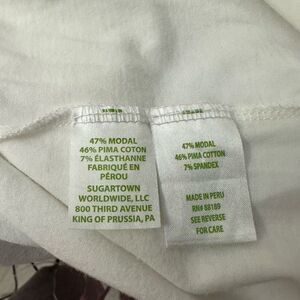 47% MODAL
46% PIMA COTON
7% ÉLASTHANNE
FABRIQUÉ EN
PÉROU
SUGARTOWN
WORLDWIDE, LLC
800 THIRD AVENUE
KING OF PRUSSIA, PA
47% MODAL
46% PIMA COTTON
7% SPANDEX
MADE IN PERU
RN# 88189
SEE REVERSE
FOR CARE